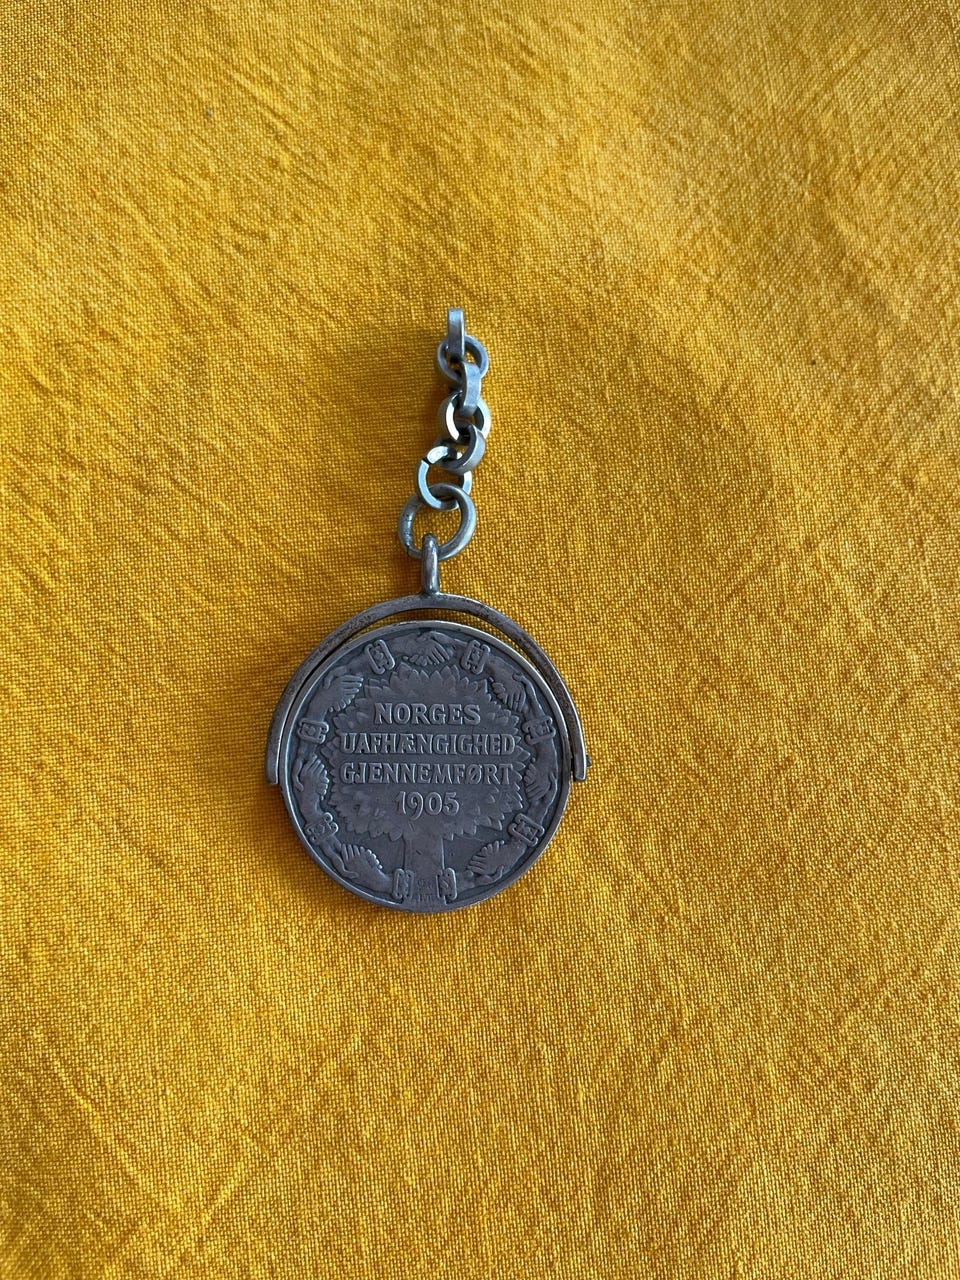 NORGES
UAFHÆNGIGHED
GJENNEMFØRT
1905